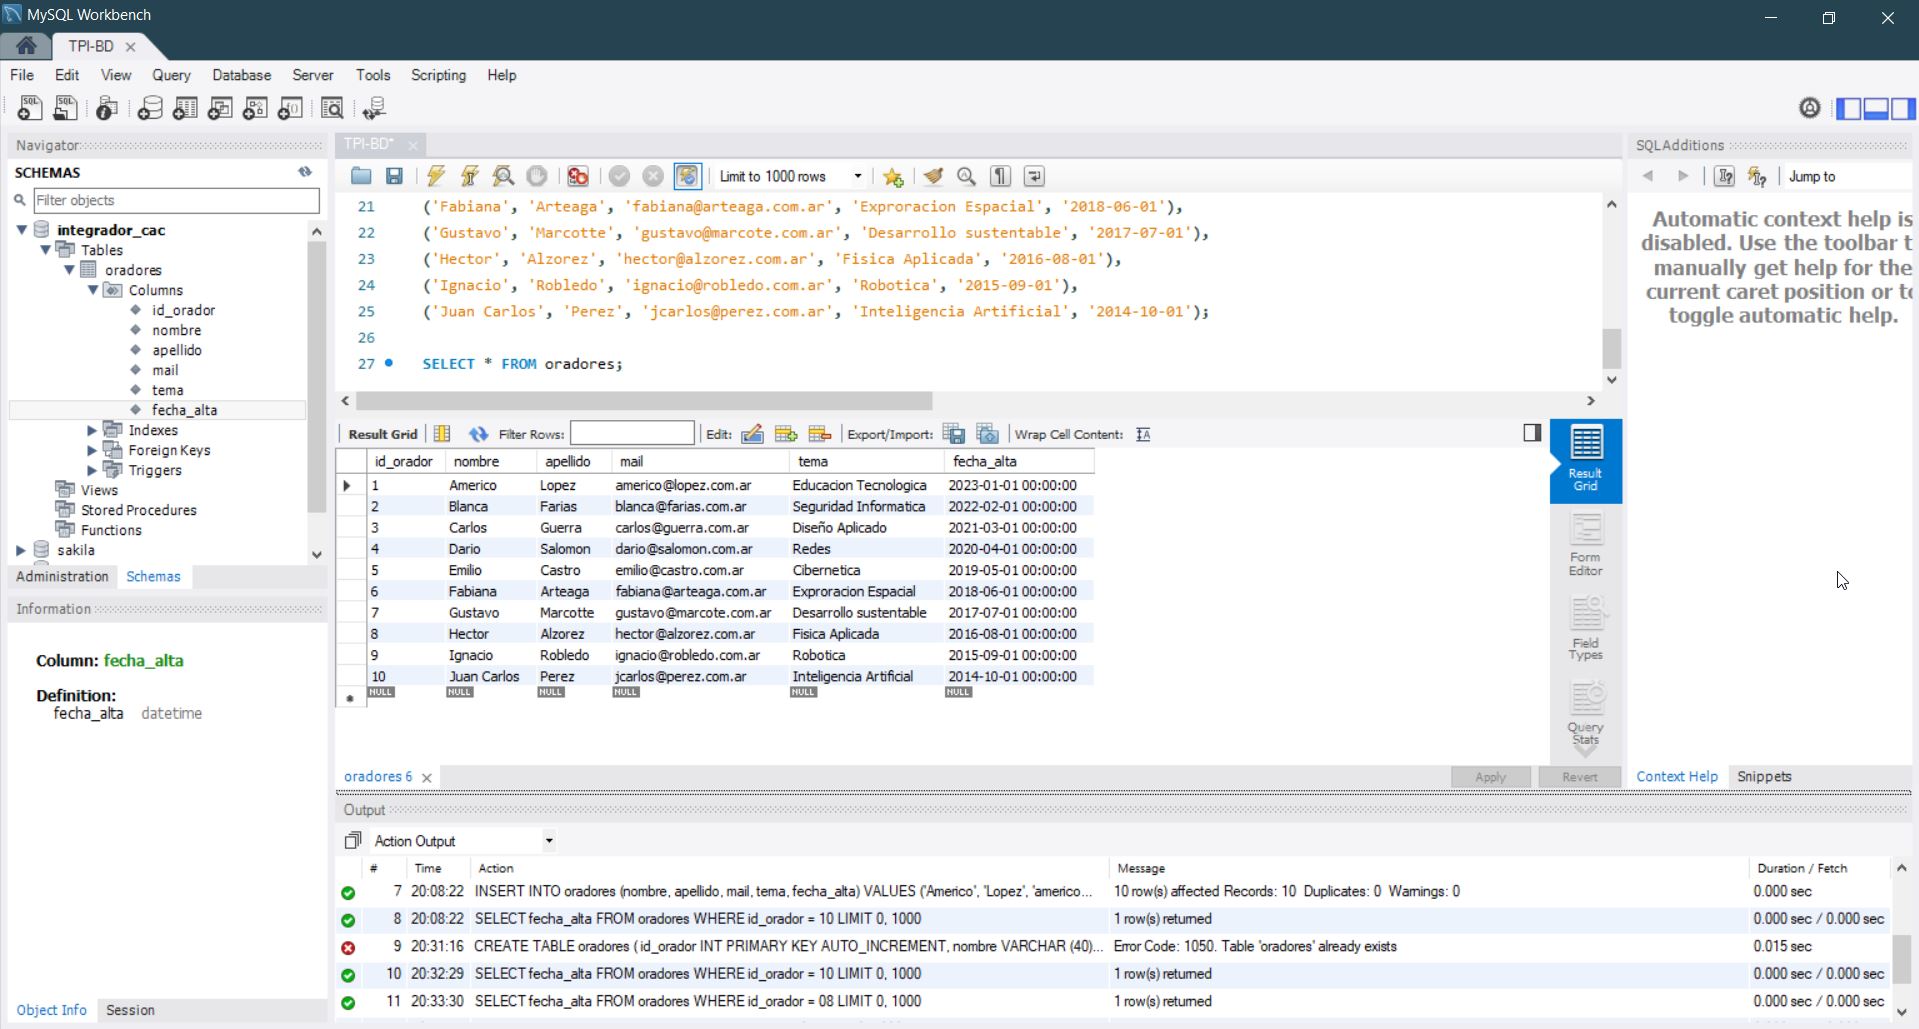 MySQL Workbench
TPI-BD
File Edit View Query Database Server Tools Scripting Help
Navigator
SCHEMAS
Filter objects
integrador_cac
Tables
oradores
Columns
id_orador
nombre
apellido
mail
tema
fecha_alta
Indexes
Foreign Keys
Triggers
Views
Stored Procedures
Functions
sakila
Administration Schemas
Information
Column: fecha_alta
Definition:
fecha_alta datetime
Object Info Session
TPI-BD*
Limit to 1000 rows
21 ('Fabiana', 'Arteaga', 'fabiana@arteaga.com.ar', 'Exproracion Espacial', '2018-06-01'),
22 ('Gustavo', 'Marcotte', 'gustavo@marcote.com.ar', 'Desarrollo sustentable', '2017-07-01'),
23 ('Hector', 'Alzorez', 'hector@alzorez.com.ar', 'Fisica Aplicada', '2016-08-01'),
24 ('Ignacio', 'Robledo', 'ignacio@robledo.com.ar', 'Robotica', '2015-09-01'),
25 ('Juan Carlos', 'Perez', 'jcarlos@perez.com.ar', 'Inteligencia Artificial', '2014-10-01');
26
27 SELECT * FROM oradores;
Result Grid Filter Rows: Edit: Export/Import: Wrap Cell Content:
id_orador nombre apellido mail tema fecha_alta
1 Americo Lopez americo@lopez.com.ar Educacion Tecnologica 2023-01-01 00:00:00
2 Blanca Farias blanca@farias.com.ar Seguridad Informatica 2022-02-01 00:00:00
3 Carlos Guerra carlos@guerra.com.ar Diseño Aplicado 2021-03-01 00:00:00
4 Dario Salomon dario@salomon.com.ar Redes 2020-04-01 00:00:00
5 Emilio Castro emilio@castro.com.ar Cibernetica 2019-05-01 00:00:00
6 Fabiana Arteaga fabiana@arteaga.com.ar Exproracion Espacial 2018-06-01 00:00:00
7 Gustavo Marcotte gustavo@marcote.com.ar Desarrollo sustentable 2017-07-01 00:00:00
8 Hector Alzorez hector@alzorez.com.ar Fisica Aplicada 2016-08-01 00:00:00
9 Ignacio Robledo ignacio@robledo.com.ar Robotica 2015-09-01 00:00:00
10 Juan Carlos Perez jcarlos@perez.com.ar Inteligencia Artificial 2014-10-01 00:00:00
NULL NULL NULL NULL NULL NULL
Result
Grid
Form
Editor
Field
Types
Query
Stats
oradores 6 Apply Revert
SQLAdditions
Jump to
Automatic context help is
disabled. Use the toolbar t
manually get help for the
current caret position or to
toggle automatic help.
Context Help Snippets
Output
Action Output
# Time Action Message Duration / Fetch
7 20:08:22 INSERT INTO oradores (nombre, apellido, mail, tema, fecha_alta) VALUES ('Americo', 'Lopez', 'americo... 10 row(s) affected Records: 10 Duplicates: 0 Warnings: 0 0.000 sec
8 20:08:22 SELECT fecha_alta FROM oradores WHERE id_orador = 10 LIMIT 0, 1000 1 row(s) returned 0.000 sec / 0.000 sec
9 20:31:16 CREATE TABLE oradores ( id_orador INT PRIMARY KEY AUTO_INCREMENT, nombre VARCHAR (40)... Error Code: 1050. Table 'oradores' already exists 0.015 sec
10 20:32:29 SELECT fecha_alta FROM oradores WHERE id_orador = 10 LIMIT 0, 1000 1 row(s) returned 0.000 sec / 0.000 sec
11 20:33:30 SELECT fecha_alta FROM oradores WHERE id_orador = 08 LIMIT 0, 1000 1 row(s) returned 0.000 sec / 0.000 sec